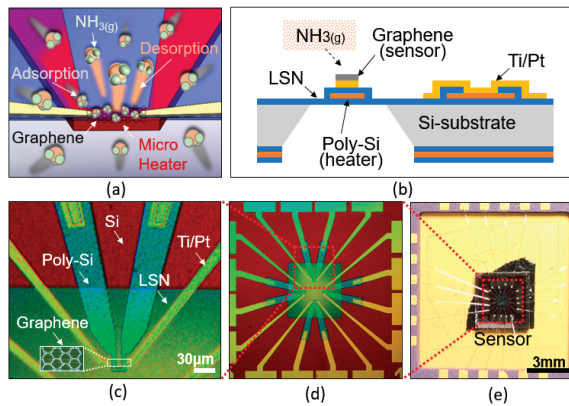 NH3(g)
Desorption
Adsorption
Graphene
Micro
Heater
(a)
NH3(g)
Graphene
(sensor)
Ti/Pt
LSN
Si-substrate
Poly-Si
(heater)
(b)
Si
Ti/Pt
Poly-Si
LSN
Graphene
30μm
(c)
(d)
Sensor
3mm
(e)